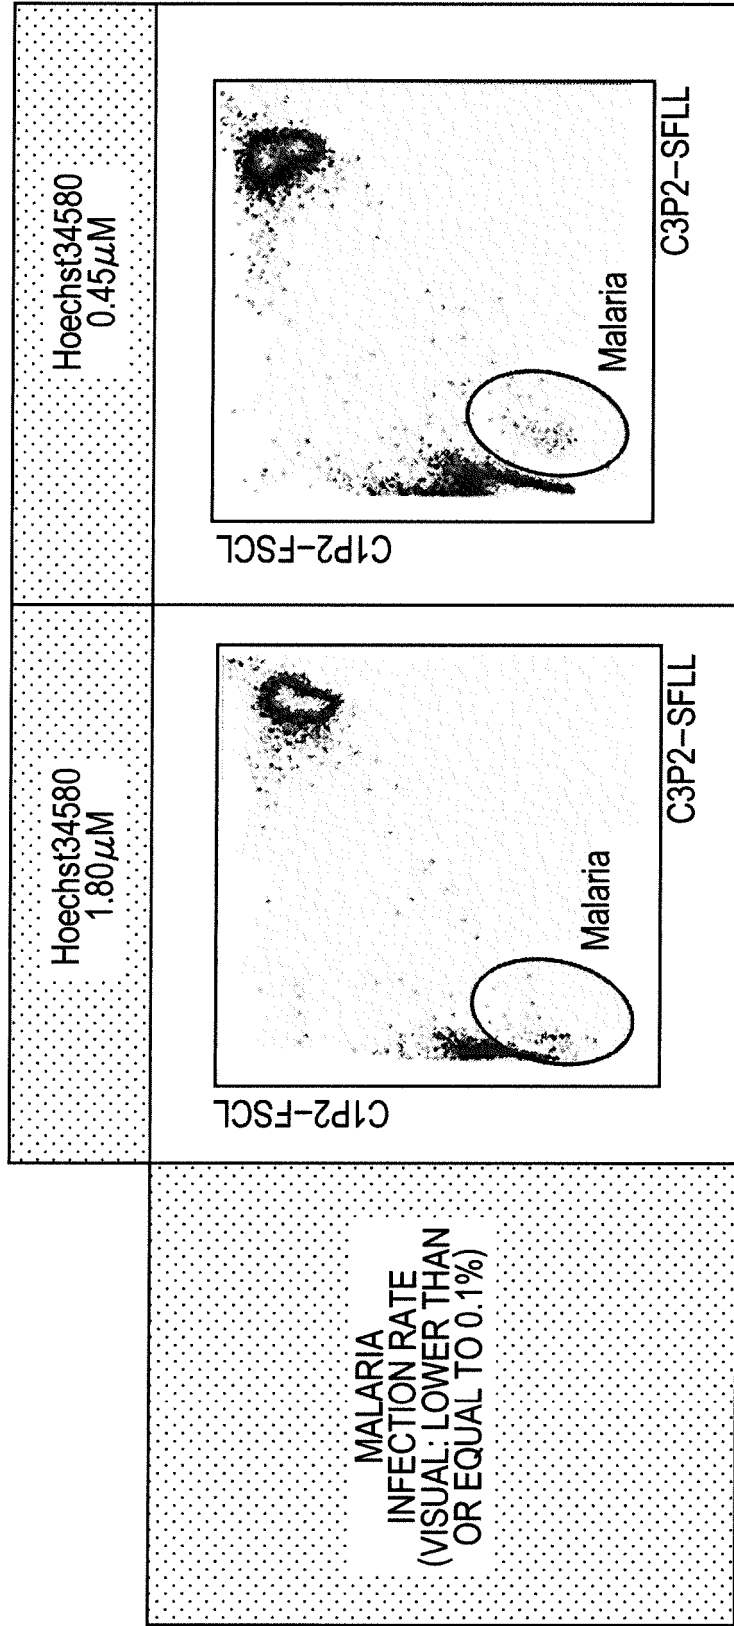 Hoechst34580
1.80μM
Hoechst34580
0.45μM
MALARIA
INFECTION RATE
(VISUAL: LOWER THAN
OR EQUAL TO 0.1%)
C1P2-FSCL
Malaria
C3P2-SFLL
C1P2-FSCL
Malaria
C3P2-SFLL